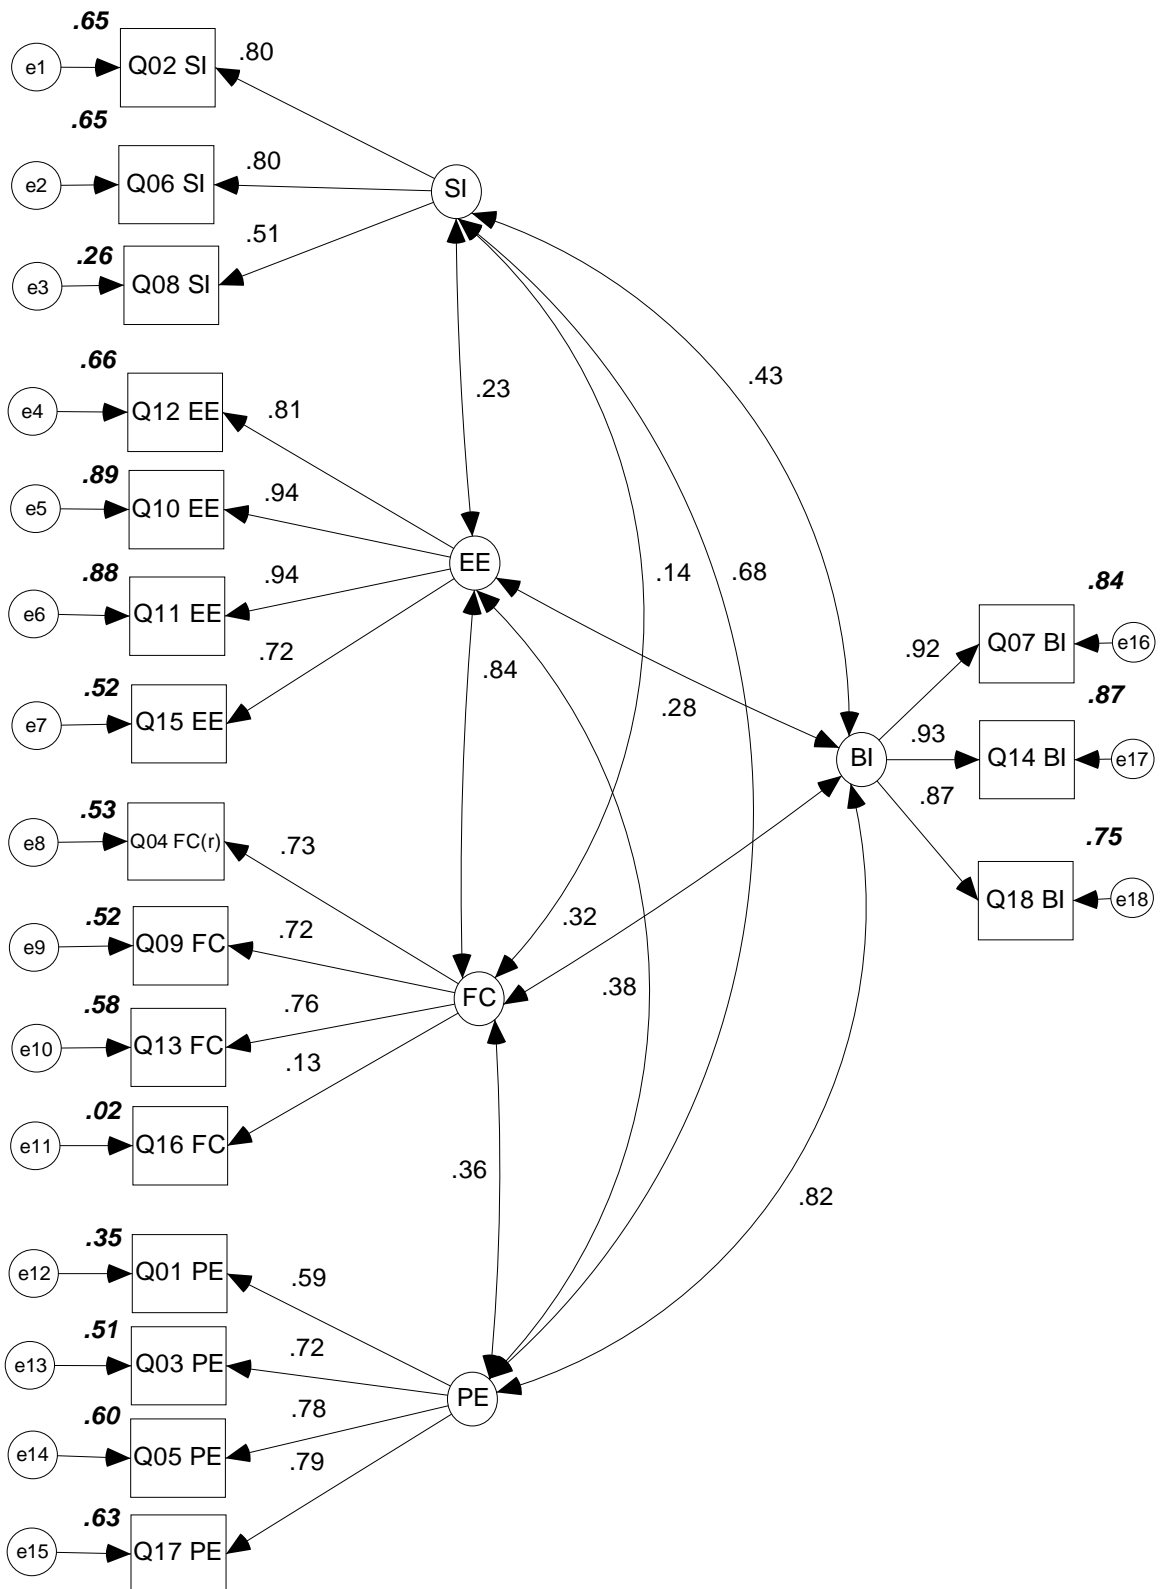 .65
e1
Q02 SI
.80
.65
e2
Q06 SI
.80
SI
.51
.26
e3
Q08 SI
.66
e4
Q12 EE
.81
.23
.43
.89
e5
Q10 EE
.94
EE
.14
.68
.88
e6
Q11 EE
.94
.84
e16
Q07 BI
.92
.72
.84
.52
e7
Q15 EE
.28
.87
.93
BI
Q14 BI
e17
.87
.53
e8
Q04 FC(r)
.73
.75
Q18 BI
e18
.52
e9
Q09 FC
.72
.32
.38
FC
.58
e10
Q13 FC
.76
.13
.02
e11
Q16 FC
.36
.82
.35
e12
Q01 PE
.59
.51
e13
Q03 PE
.72
PE
.60
e14
Q05 PE
.78
.79
.63
e15
Q17 PE